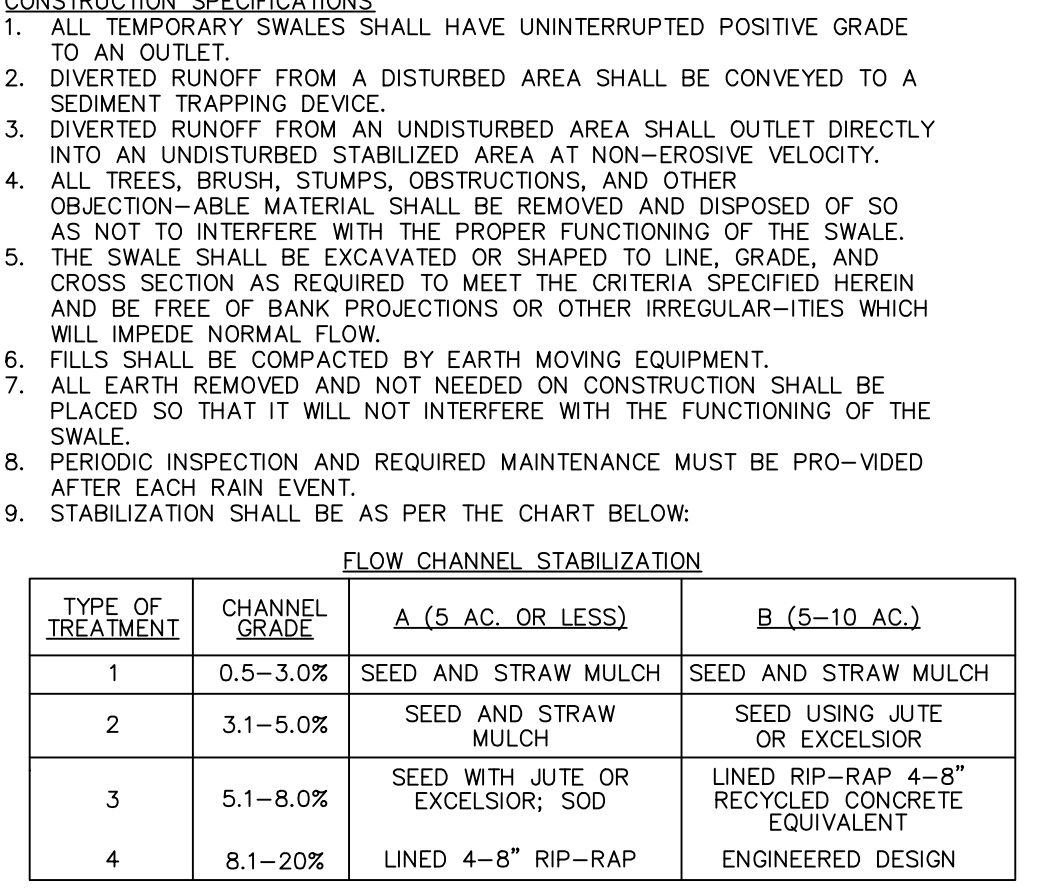 CONSTRUCTION SPECIFICATIONS
1. ALL TEMPORARY SWALES SHALL HAVE UNINTERRUPTED POSITIVE GRADE
TO AN OUTLET.
2. DIVERTED RUNOFF FROM A DISTURBED AREA SHALL BE CONVEYED TO A
SEDIMENT TRAPPING DEVICE.
3. DIVERTED RUNOFF FROM AN UNDISTURBED AREA SHALL OUTLET DIRECTLY
INTO AN UNDISTURBED STABILIZED AREA AT NON-EROSIVE VELOCITY.
4. ALL TREES, BRUSH, STUMPS, OBSTRUCTIONS, AND OTHER
OBJECTION-ABLE MATERIAL SHALL BE REMOVED AND DISPOSED OF SO
AS NOT TO INTERFERE WITH THE PROPER FUNCTIONING OF THE SWALE.
5. THE SWALE SHALL BE EXCAVATED OR SHAPED TO LINE, GRADE, AND
CROSS SECTION AS REQUIRED TO MEET THE CRITERIA SPECIFIED HEREIN
AND BE FREE OF BANK PROJECTIONS OR OTHER IRREGULAR-ITIES WHICH
WILL IMPEDE NORMAL FLOW.
6. FILLS SHALL BE COMPACTED BY EARTH MOVING EQUIPMENT.
7. ALL EARTH REMOVED AND NOT NEEDED ON CONSTRUCTION SHALL BE
PLACED SO THAT IT WILL NOT INTERFERE WITH THE FUNCTIONING OF THE
SWALE.
8. PERIODIC INSPECTION AND REQUIRED MAINTENANCE MUST BE PRO-VIDED
AFTER EACH RAIN EVENT.
9. STABILIZATION SHALL BE AS PER THE CHART BELOW:
FLOW CHANNEL STABILIZATION
TYPE OF
TREATMENT
CHANNEL
GRADE
A (5 AC. OR LESS)
B (5-10 AC.)
1
0.5-3.0%
SEED AND STRAW MULCH
SEED AND STRAW MULCH
2
3.1-5.0%
SEED AND STRAW
MULCH
SEED USING JUTE
OR EXCELSIOR
3
5.1-8.0%
SEED WITH JUTE OR
EXCELSIOR; SOD
LINED RIP-RAP 4-8"
RECYCLED CONCRETE
EQUIVALENT
4
8.1-20%
LINED 4-8" RIP-RAP
ENGINEERED DESIGN